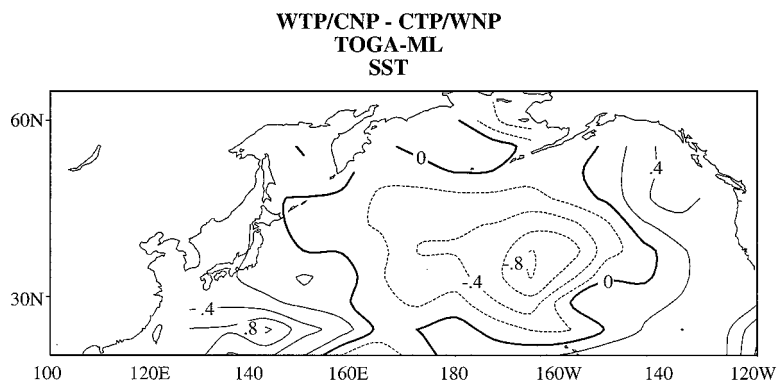 WTP/CNP - CTP/WNP
TOGA-ML
SST
60N
0
.4
-.8
-.4
0
30N
-.4
.8
100
120E
140
160E
180
160W
140
120W